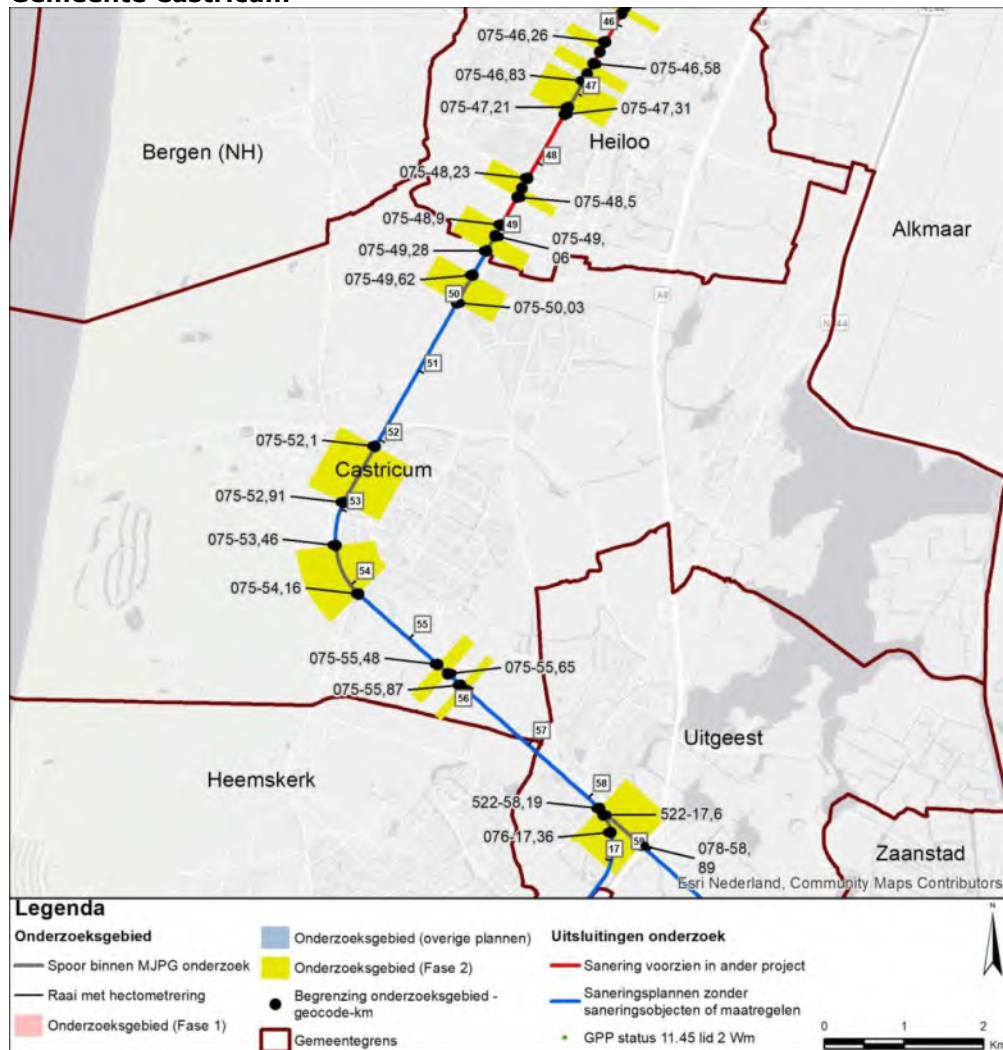 Gemeente Castricum
46
075-46,26
075-46,58
075-46,83
47
075-47,21
075-47,31
Heiloo
Bergen (NH)
48
075-48,23
075-48,5
Alkmaar
075-48,9
49
075-49,
06
075-49,28
075-49,62
50
075-50,03
A9
A9
51
52
075-52,1
Castricum
075-52,91
53
075-53,46
54
075-54,16
55
075-55,48
075-55,65
075-55,87
56
57
Uitgeest
Heemskerk
58
522-58,19
522-17,6
076-17,36
59
17
078-58,
89
Zaanstad
Esri Nederland, Community Maps Contributors
Legenda
Onderzoeksgebied
Spoor binnen MJPG onderzoek
Raai met hectometrering
Onderzoeksgebied (Fase 1)
Onderzoeksgebied (overige plannen)
Onderzoeksgebied (Fase 2)
Begrenzing onderzoeksgebied -
geocode-km
Gemeentegrens
Uitsluitingen onderzoek
Sanering voorzien in ander project
Saneringsplannen zonder
saneringsobjecten of maatregelen
GPP status 11.45 lid 2 Wm
N
0 1 2
Km